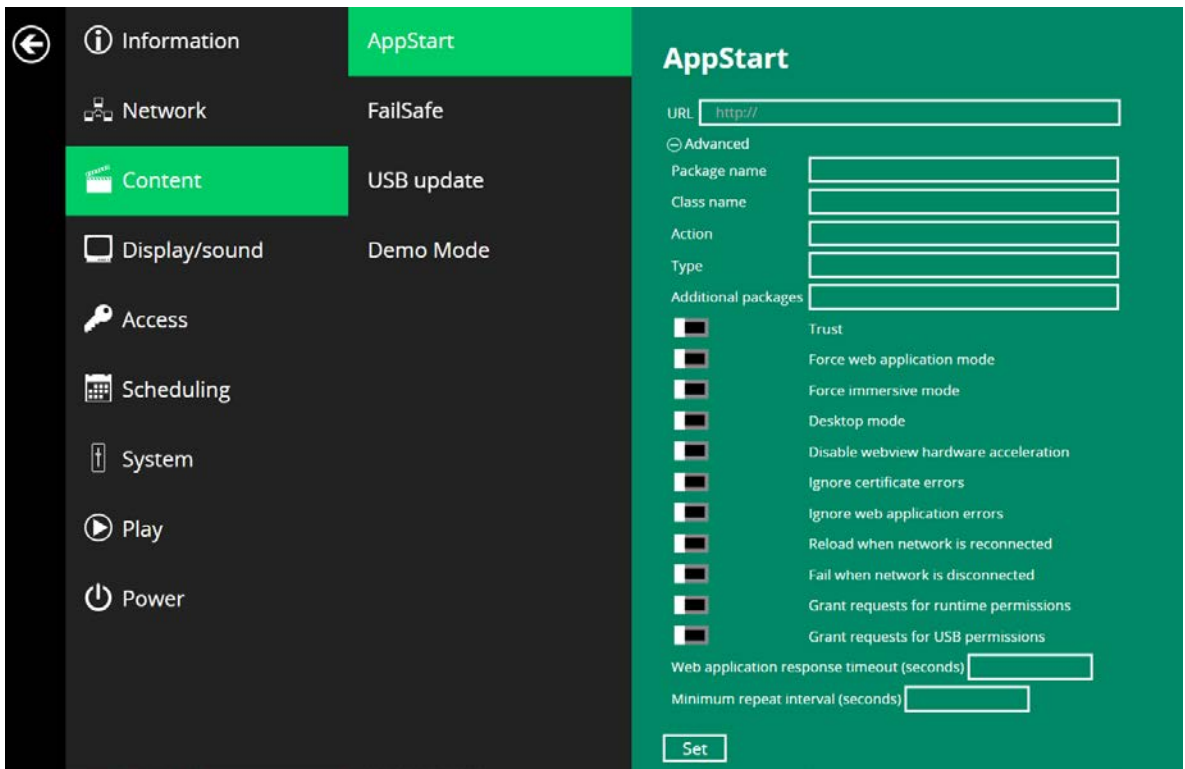 Information
Network
Content
Display/sound
Access
Scheduling
System
Play
Power
AppStart
FailSafe
USB update
Demo Mode
AppStart
URL http://
Advanced
Package name
Class name
Action
Type
Additional packages
Trust
Force web application mode
Force immersive mode
Desktop mode
Disable webview hardware acceleration
Ignore certificate errors
Ignore web application errors
Reload when network is reconnected
Fail when network is disconnected
Grant requests for runtime permissions
Grant requests for USB permissions
Web application response timeout (seconds)
Minimum repeat interval (seconds)
Set